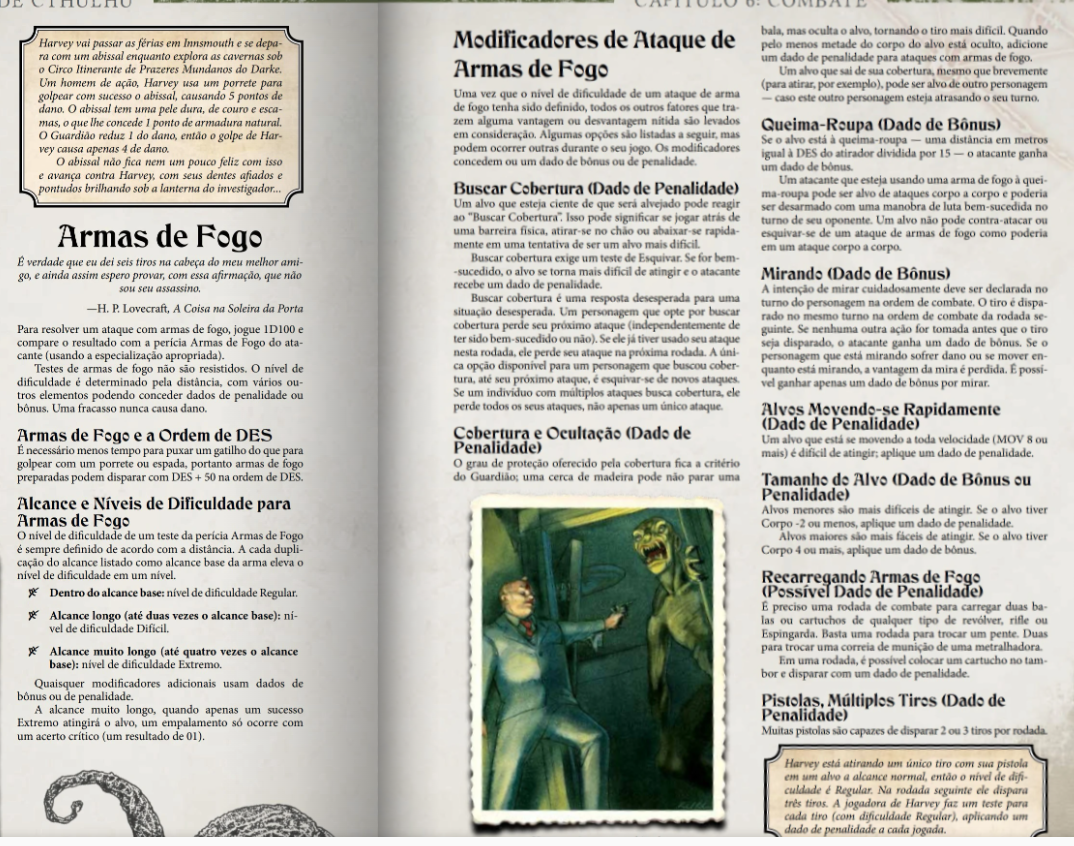 DE CTHULHU
Harvey vai passar as férias em Innsmouth e se depa-
ra com um abissal enquanto explora as cavernas sob
o Circo Itinerante de Prazeres Mundanos do Darke.
Um homem de ação, Harvey usa um porrete para
golpear com sucesso o abissal, causando 5 pontos de
dano. O abissal tem uma pele dura, de couro e esca-
mas, o que lhe concede 1 ponto de armadura natural.
O Guardião reduz 1 do dano, então o golpe de Har-
vey causa apenas 4 de dano.
O abissal não fica nem um pouco feliz com isso
e avança contra Harvey, com seus dentes afiados e
pontudos brilhando sob a lanterna do investigador...
Armas de Fogo
É verdade que eu dei seis tiros na cabeça do meu melhor ami-
go, e ainda assim espero provar, com essa afirmação, que não
sou seu assassino.
—H. P. Lovecraft, A Coisa na Soleira da Porta
Para resolver um ataque com armas de fogo, jogue 1D100 e
compare o resultado com a perícia Armas de Fogo do ata-
cante (usando a especialização apropriada).
Testes de armas de fogo não são resistidos. O nível de
dificuldade é determinado pela distância, com vários ou-
tros elementos podendo conceder dados de penalidade ou
bônus. Uma fracasso nunca causa dano.
Armas de Fogo e a Ordem de DES
É necessário menos tempo para puxar um gatilho do que para
golpear com um porrete ou espada, portanto armas de fogo
preparadas podem disparar com DES + 50 na ordem de DES.
Alcance e Níveis de Dificuldade para
Armas de Fogo
O nível de dificuldade de um teste da perícia Armas de Fogo
é sempre definido de acordo com a distância. A cada dupli-
cação do alcance listado como alcance base da arma eleva o
nível de dificuldade em um nível.
Dentro do alcance base: nível de dificuldade Regular.
Alcance longo (até duas vezes o alcance base): ní-
vel de dificuldade Difícil.
Alcance muito longo (até quatro vezes o alcance
base): nível de dificuldade Extremo.
Quaisquer modificadores adicionais usam dados de
bônus ou de penalidade.
A alcance muito longo, quando apenas um sucesso
Extremo atingirá o alvo, um empalamento só ocorre com
um acerto crítico (um resultado de 01).
CAPÍTULO 6: COMBATE
Modificadores de Ataque de
Armas de Fogo
Uma vez que o nível de dificuldade de um ataque de arma
de fogo tenha sido definido, todos os outros fatores que tra-
zem alguma vantagem ou desvantagem nítida são levados
em consideração. Algumas opções são listadas a seguir, mas
podem ocorrer outras durante o seu jogo. Os modificadores
concedem ou um dado de bônus ou de penalidade.
Buscar Cobertura (Dado de Penalidade)
Um alvo que esteja ciente de que será alvejado pode reagir
ao “Buscar Cobertura”. Isso pode significar se jogar atrás de
uma barreira física, atirar-se no chão ou abaixar-se rapida-
mente em uma tentativa de ser um alvo mais difícil.
Buscar cobertura exige um teste de Esquivar. Se for bem-
-sucedido, o alvo se torna mais difícil de atingir e o atacante
recebe um dado de penalidade.
Buscar cobertura é uma resposta desesperada para uma
situação desesperada. Um personagem que opte por buscar
cobertura perde seu próximo ataque (independentemente de
ter sido bem-sucedido ou não). Se ele já tiver usado seu ataque
nesta rodada, ele perde seu ataque na próxima rodada. A úni-
ca opção disponível para um personagem que buscou cober-
tura, até seu próximo ataque, é esquivar-se de novos ataques.
Se um indivíduo com múltiplos ataques busca cobertura, ele
perde todos os seus ataques, não apenas um único ataque.
Cobertura e Ocultação (Dado de
Penalidade)
O grau de proteção oferecido pela cobertura fica a critério
do Guardião; uma cerca de madeira pode não parar uma
bala, mas oculta o alvo, tornando o tiro mais difícil. Quando
pelo menos metade do corpo do alvo está oculto, adicione
um dado de penalidade para ataques com armas de fogo.
Um alvo que sai de sua cobertura, mesmo que brevemente
(para atirar, por exemplo), pode ser alvo de outro personagem
— caso este outro personagem esteja atrasando o seu turno.
Queima-Roupa (Dado de Bônus)
Se o alvo está à queima-roupa — uma distância em metros
igual à DES do atirador dividida por 15 — o atacante ganha
um dado de bônus.
Um atacante que esteja usando uma arma de fogo à quei-
ma-roupa pode ser alvo de ataques corpo a corpo e poderia
ser desarmado com uma manobra de luta bem-sucedida no
turno de seu oponente. Um alvo não pode contra-atacar ou
esquivar-se de um ataque de armas de fogo como poderia
em um ataque corpo a corpo.
Mirando (Dado de Bônus)
A intenção de mirar cuidadosamente deve ser declarada no
turno do personagem na ordem de combate. O tiro é dispa-
rado no mesmo turno na ordem de combate da rodada se-
guinte. Se nenhuma outra ação for tomada antes que o tiro
seja disparado, o atacante ganha um dado de bônus. Se o
personagem que está mirando sofrer dano ou se mover en-
quanto está mirando, a vantagem da mira é perdida. É possí-
vel ganhar apenas um dado de bônus por mirar.
Alvos Movendo-se Rapidamente
(Dado de Penalidade)
Um alvo que está se movendo a toda velocidade (MOV 8 ou
mais) é difícil de atingir; aplique um dado de penalidade.
Tamanho do Alvo (Dado de Bônus ou
Penalidade)
Alvos menores são mais difíceis de atingir. Se o alvo tiver
Corpo -2 ou menos, aplique um dado de penalidade.
Alvos maiores são mais fáceis de atingir. Se o alvo tiver
Corpo 4 ou mais, aplique um dado de bônus.
Recarregando Armas de Fogo
(Possível Dado de Penalidade)
É preciso uma rodada de combate para carregar duas ba-
las ou cartuchos de qualquer tipo de revólver, rifle ou
Espingarda. Basta uma rodada para trocar um pente. Duas
para trocar uma correia de munição de uma metralhadora.
Em uma rodada, é possível colocar um cartucho no tam-
bor e disparar com um dado de penalidade.
Pistolas, Múltiplos Tiros (Dado de
Penalidade)
Muitas pistolas são capazes de disparar 2 ou 3 tiros por rodada.
Harvey está atirando um único tiro com sua pistola
em um alvo a alcance normal, então o nível de difi-
culdade é Regular. Na rodada seguinte ele dispara
três tiros. A jogadora de Harvey faz um teste para
cada tiro (com dificuldade Regular), aplicando um
dado de penalidade a cada jogada.